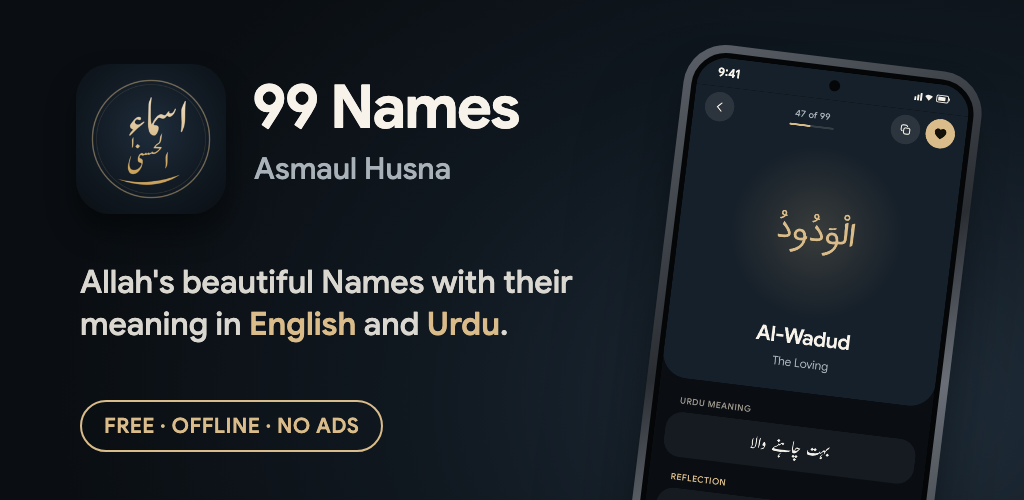 اسماء
الحسنى
99 Names
Asmaul Husna
Allah's beautiful Names with their
meaning in English and Urdu.
FREE · OFFLINE · NO ADS
9:41
47 of 99
الْوَدُودُ
Al-Wadud
The Loving
URDU MEANING
بہت چاہنے والا
REFLECTION